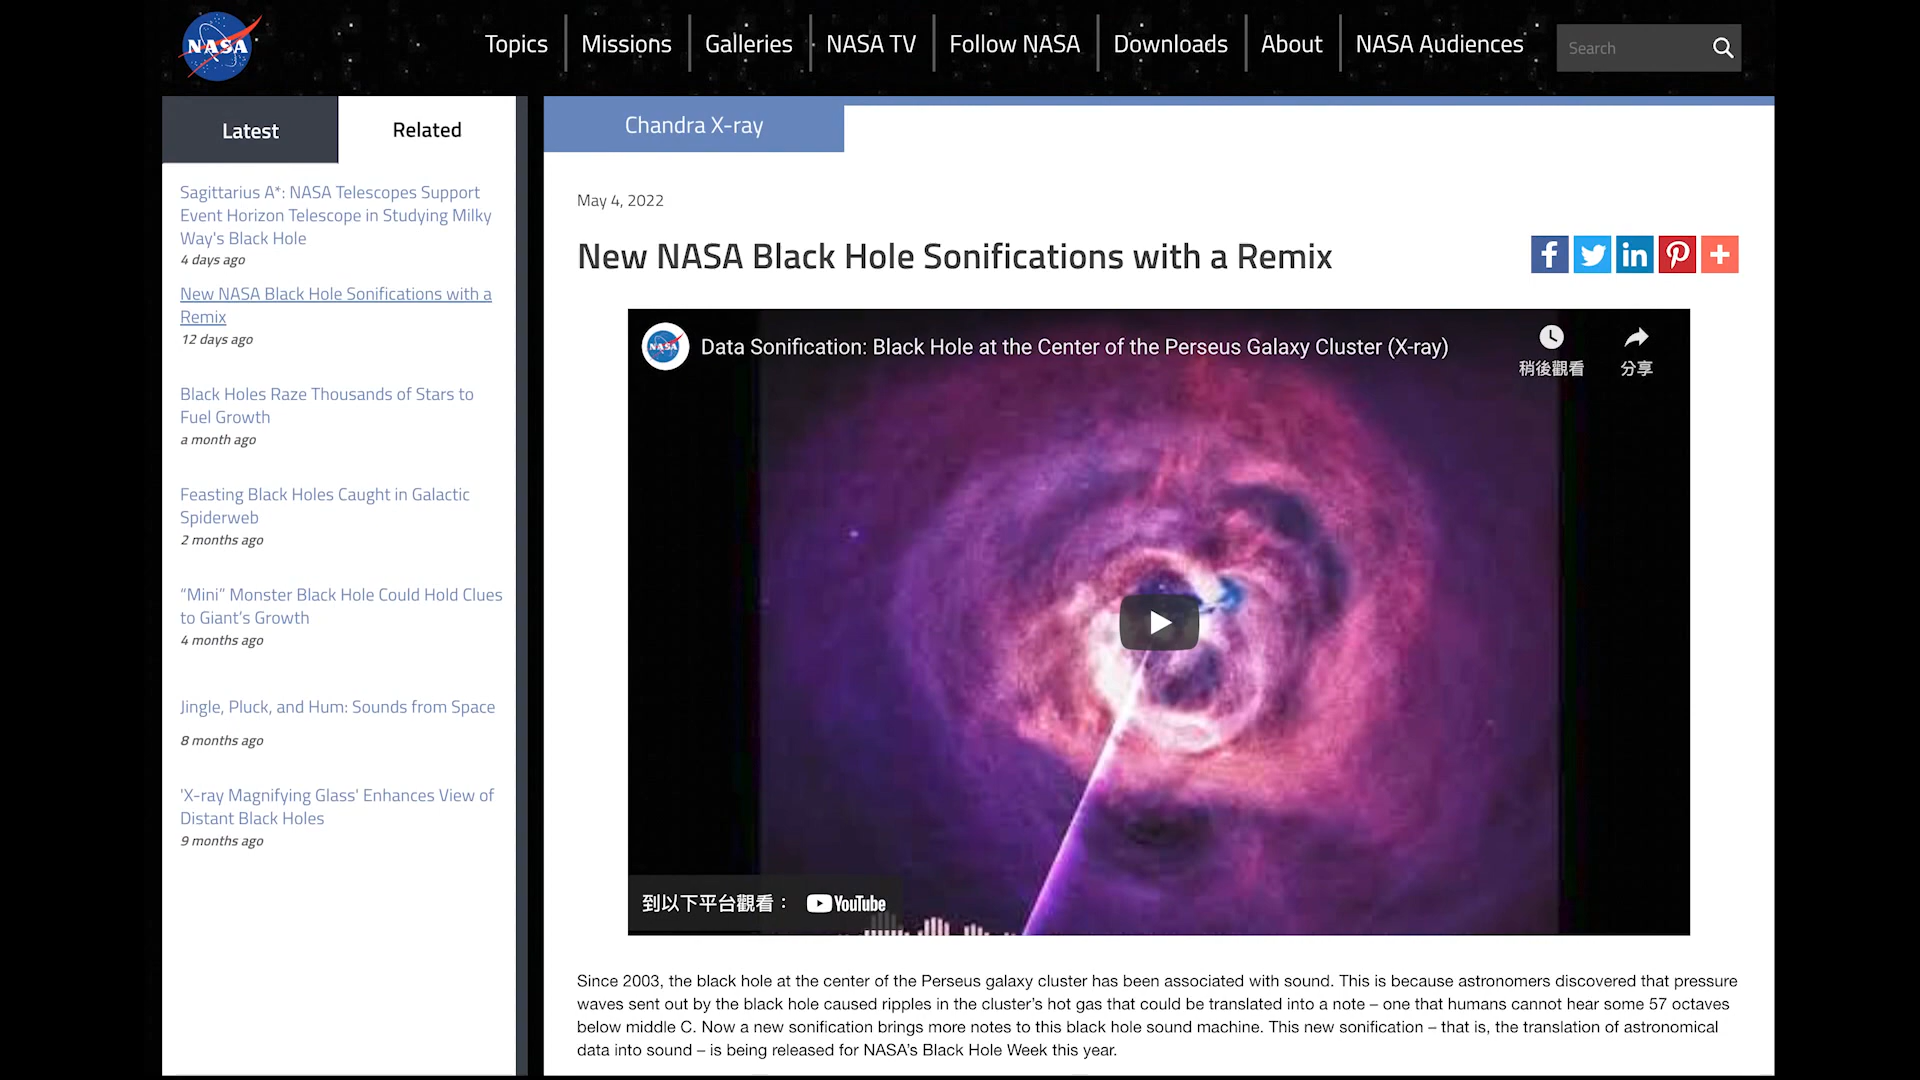 NASA
Topics
Missions
Galleries
NASA TV
Follow NASA
Downloads
About
NASA Audiences
Search
Latest
Related
Sagittarius A*: NASA Telescopes Support
Event Horizon Telescope in Studying Milky
Way's Black Hole
4 days ago
New NASA Black Hole Sonifications with a
Remix
12 days ago
Black Holes Raze Thousands of Stars to
Fuel Growth
a month ago
Feasting Black Holes Caught in Galactic
Spiderweb
2 months ago
“Mini” Monster Black Hole Could Hold Clues
to Giant’s Growth
4 months ago
Jingle, Pluck, and Hum: Sounds from Space
8 months ago
'X-ray Magnifying Glass' Enhances View of
Distant Black Holes
9 months ago
Chandra X-ray
May 4, 2022
New NASA Black Hole Sonifications with a Remix
NASA
Data Sonification: Black Hole at the Center of the Perseus Galaxy Cluster (X-ray)
稍後觀看
分享
到以下平台觀看：
YouTube
Since 2003, the black hole at the center of the Perseus galaxy cluster has been associated with sound. This is because astronomers discovered that pressure
waves sent out by the black hole caused ripples in the cluster’s hot gas that could be translated into a note – one that humans cannot hear some 57 octaves
below middle C. Now a new sonification brings more notes to this black hole sound machine. This new sonification – that is, the translation of astronomical
data into sound – is being released for NASA’s Black Hole Week this year.